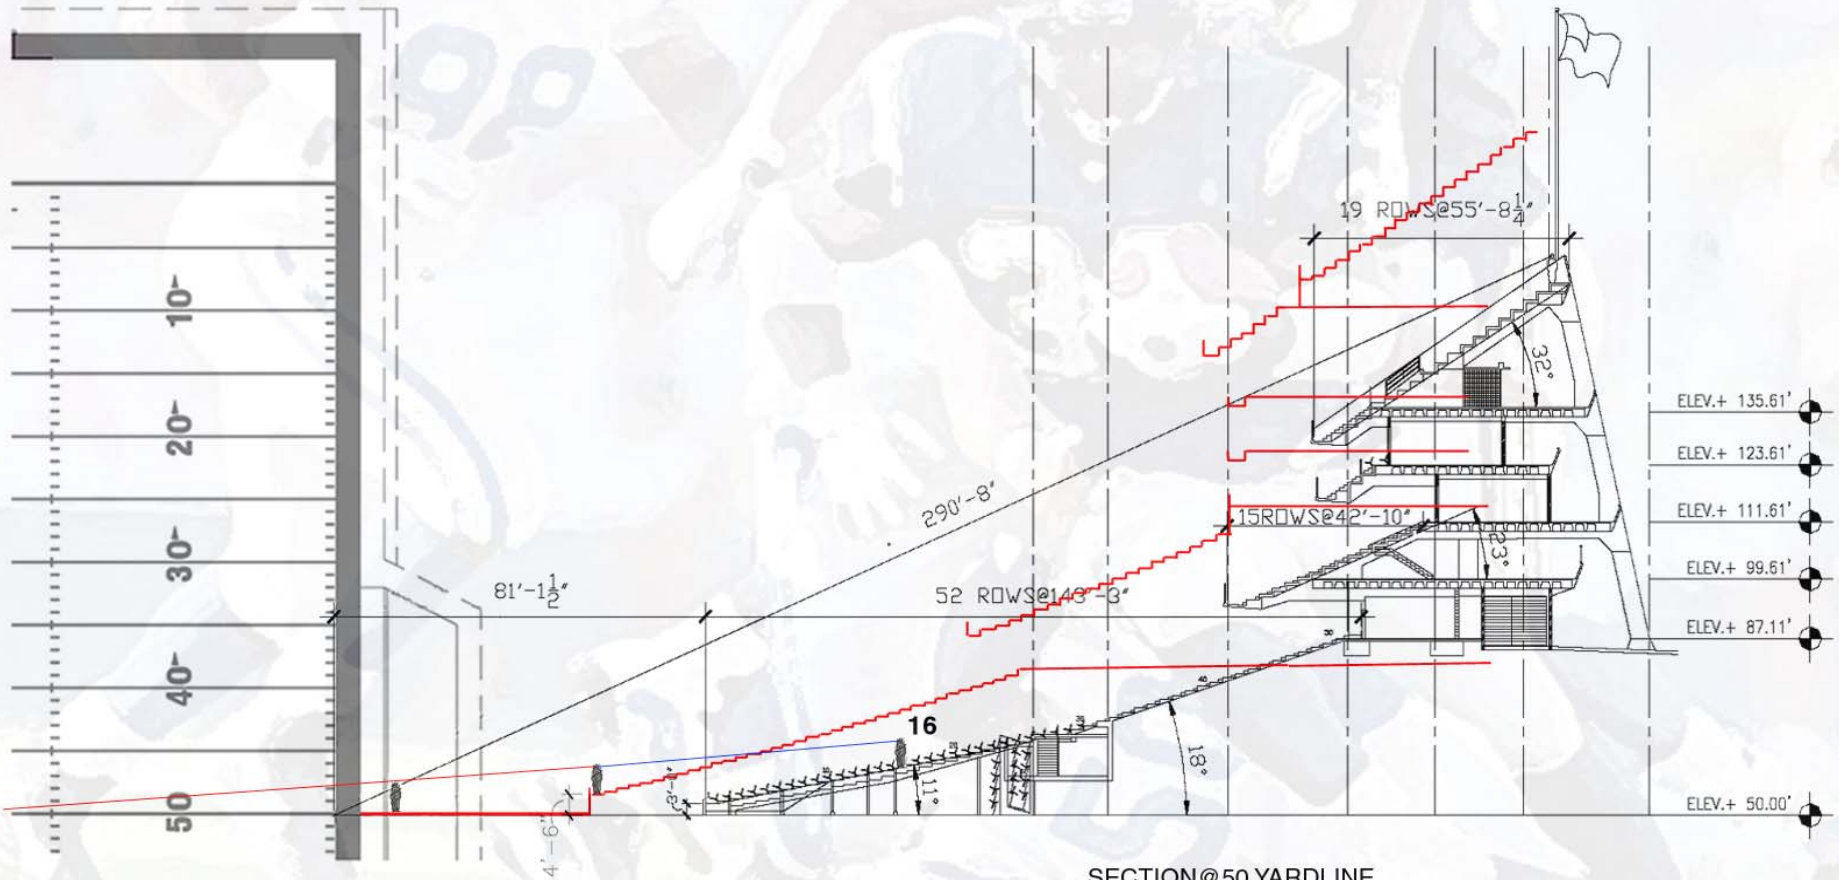 19 ROWS@55'-8¼"
10
32°
ELEV.+ 135.61'
20
ELEV.+ 123.61'
290'-8"
15ROWS@42'-10"
ELEV.+ 111.61'
30
23°
81'-1½"
52 ROWS@143'-3"
ELEV.+ 99.61'
ELEV.+ 87.11'
40
16
18°
11°
50
4'-6"
ELEV.+ 50.00'
SECTION@50 YARDLINE